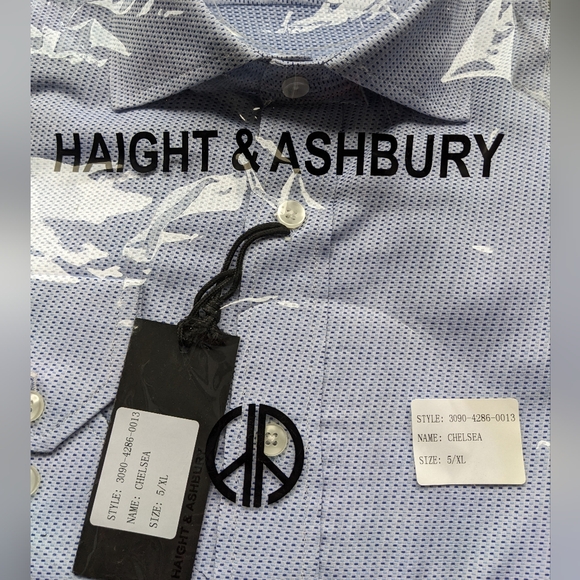 HAIGHT & ASHBURY
STYLE: 3090-4286-0013
NAME: CHELSEA
SIZE: 5/XL
HAIGHT & ASHBURY
STYLE: 3090-4286-0013
NAME: CHELSEA
SIZE: 5/XL